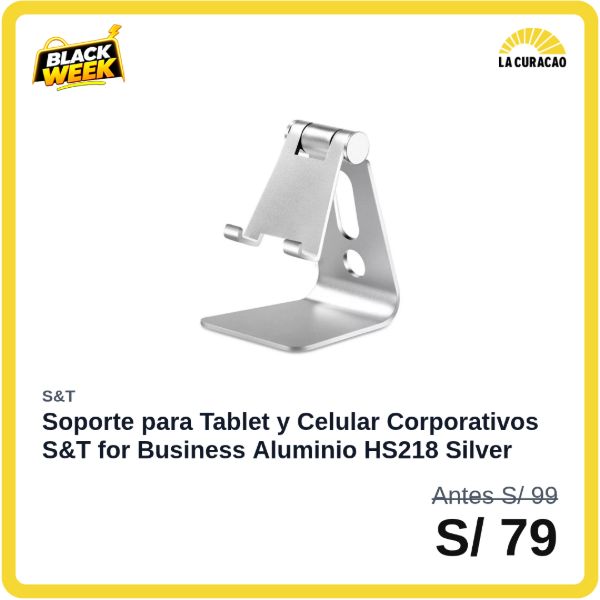 BLACK
WEEK
LA CURACAO
S&T
Soporte para Tablet y Celular Corporativos
S&T for Business Aluminio HS218 Silver
Antes S/ 99
S/ 79